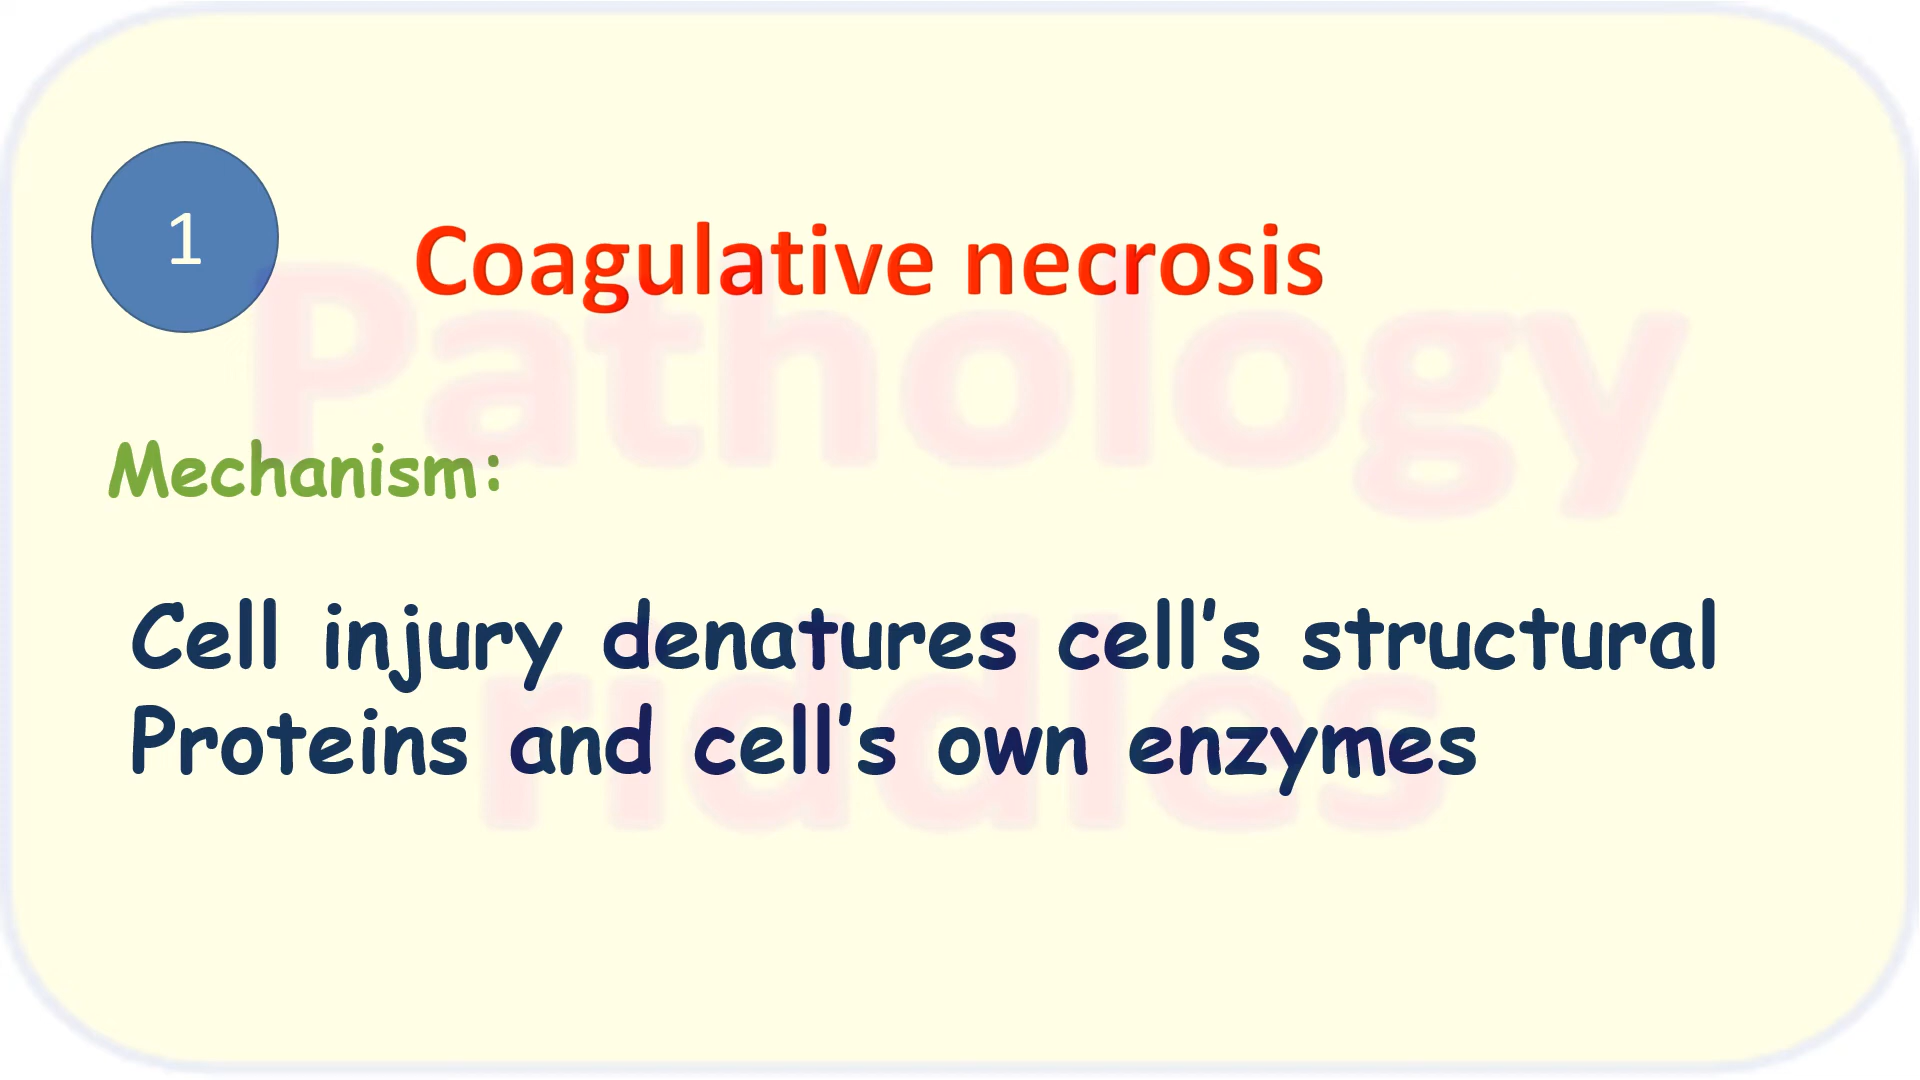 1
Coagulative necrosis
Mechanism:
Cell injury denatures cell's structural
Proteins and cell's own enzymes
Pathology
riddles